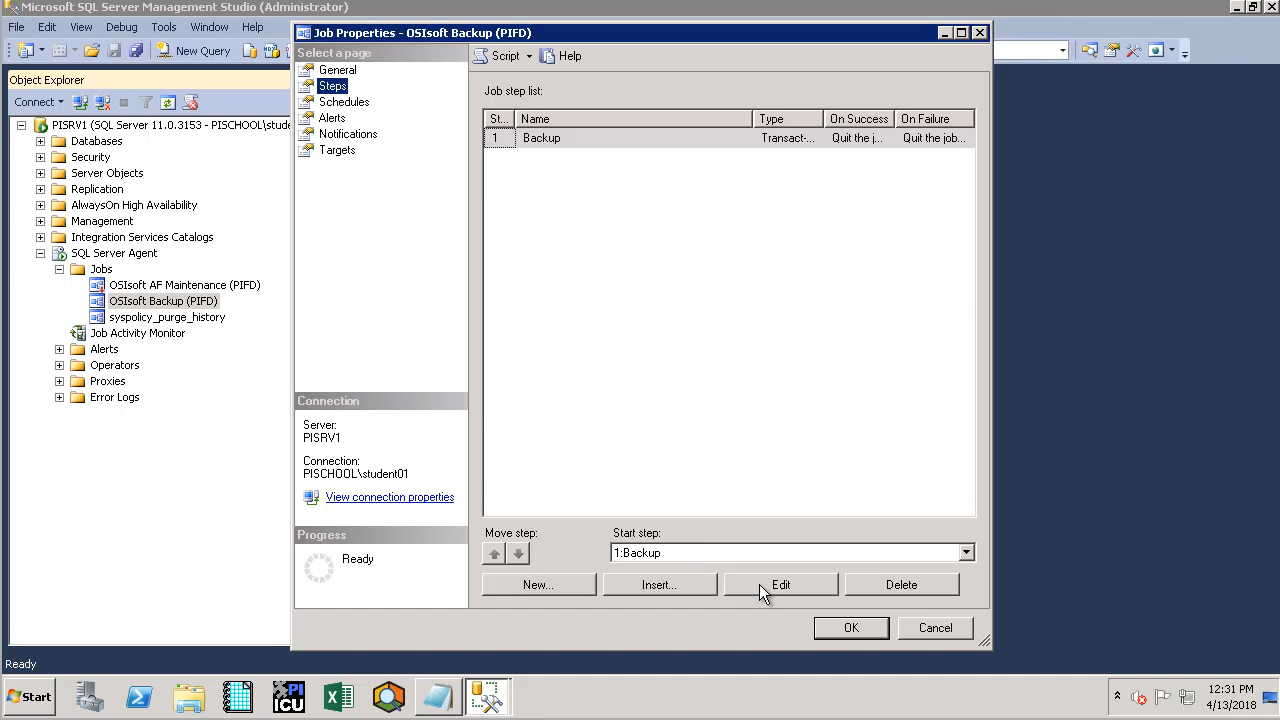 Microsoft SQL Server Management Studio (Administrator)
File Edit View Debug Tools Window
New Query
Object Explorer
Connect
PISRV1 (SQL Server 11.0.3153 - PISCHOOL\stude
Databases
Security
Server Objects
Replication
AlwaysOn High Availability
Management
Integration Services Catalogs
SQL Server Agent
Jobs
OSIsoft AF Maintenance (PIFD)
OSIsoft Backup (PIFD)
syspolicy_purge_history
Job Activity Monitor
Alerts
Operators
Proxies
Error Logs
Ready
Job Properties - OSIsoft Backup (PIFD)
Select a page
General
Steps
Schedules
Alerts
Notifications
Targets
Connection
Server:
PISRV1
Connection:
PISCHOOL\student01
View connection properties
Progress
Ready
Script Help
Job step list:
St... Name Type On Success On Failure
1 Backup Transact-... Quit the j... Quit the job...
Move step: Start step:
1:Backup
New... Insert... Edit Delete
OK Cancel
Start
PI
ICU
12:31 PM
4/13/2018